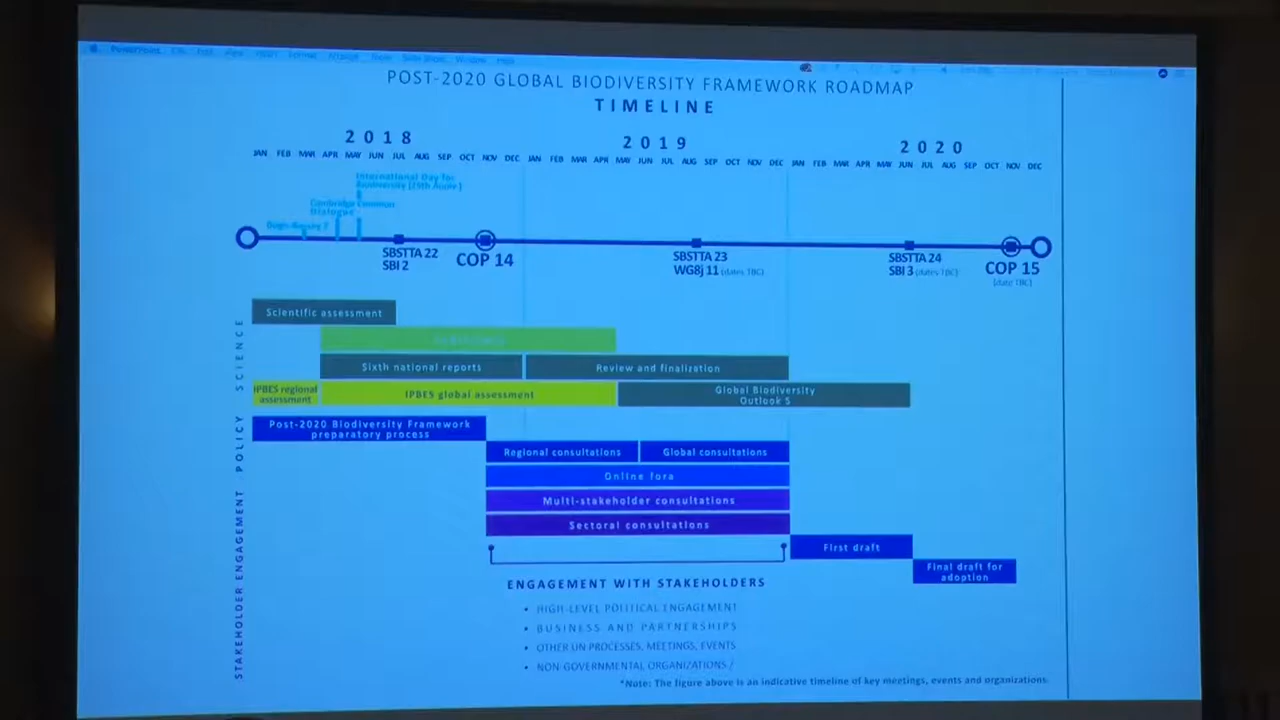 PowerPoint
POST-2020 GLOBAL BIODIVERSITY FRAMEWORK ROADMAP
TIMELINE
2018 2019 2020
JAN FEB MAR APR MAY JUN JUL AUG SEP OCT NOV DEC JAN FEB MAR APR MAY JUN JUL AUG SEP OCT NOV DEC JAN FEB MAR APR MAY JUN JUL AUG SEP OCT NOV DEC
International Day for
Biodiversity
Dialogue
SBSTTA 22
SBI 2
COP 14
SBSTTA 23
WG8j 11 (dates TBC)
SBSTTA 24
SBI 3 (dates TBC)
COP 15
(date TBC)
SCIENCE
Scientific assessment
Sixth national reports
Review and finalization
IPBES regional
assessment
IPBES global assessment
Global Biodiversity
Outlook 5
POLICY
Post-2020 Biodiversity Framework
preparatory process
Regional consultations
Global consultations
Online fora
Multi-stakeholder consultations
Sectoral consultations
First draft
Final draft for
adoption
STAKEHOLDER ENGAGEMENT
ENGAGEMENT WITH STAKEHOLDERS
• HIGH-LEVEL POLITICAL ENGAGEMENT
• BUSINESS AND PARTNERSHIPS
• OTHER UN PROCESSES, MEETINGS, EVENTS
• NON-GOVERNMENTAL ORGANIZATIONS /
*Note: The figure above is an indicative timeline of key meetings, events and organizations.